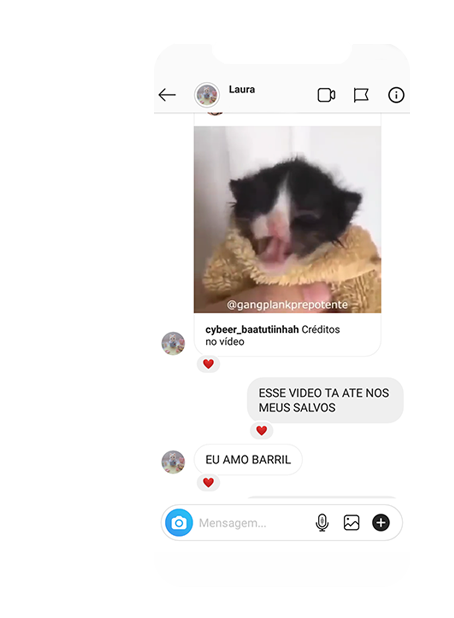 Laura
@gangplankprepotente
cybeer_baatutiinhah Créditos
no vídeo
ESSE VIDEO TA ATE NOS
MEUS SALVOS
EU AMO BARRIL
Mensagem...